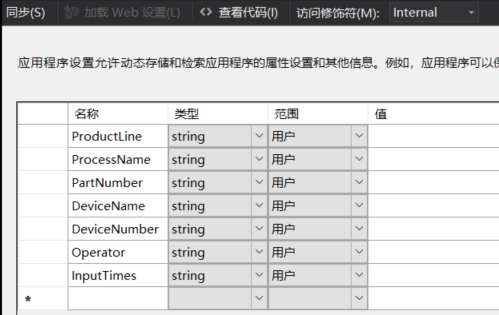 同步(S) 加载 Web 设置(L) 查看代码(I) 访问修饰符(M): Internal
应用程序设置允许动态存储和检索应用程序的属性设置和其他信息。例如，应用程序可以
名称 类型 范围 值
ProductLine string 用户
ProcessName string 用户
PartNumber string 用户
DeviceName string 用户
DeviceNumber string 用户
Operator string 用户
InputTimes string 用户
*